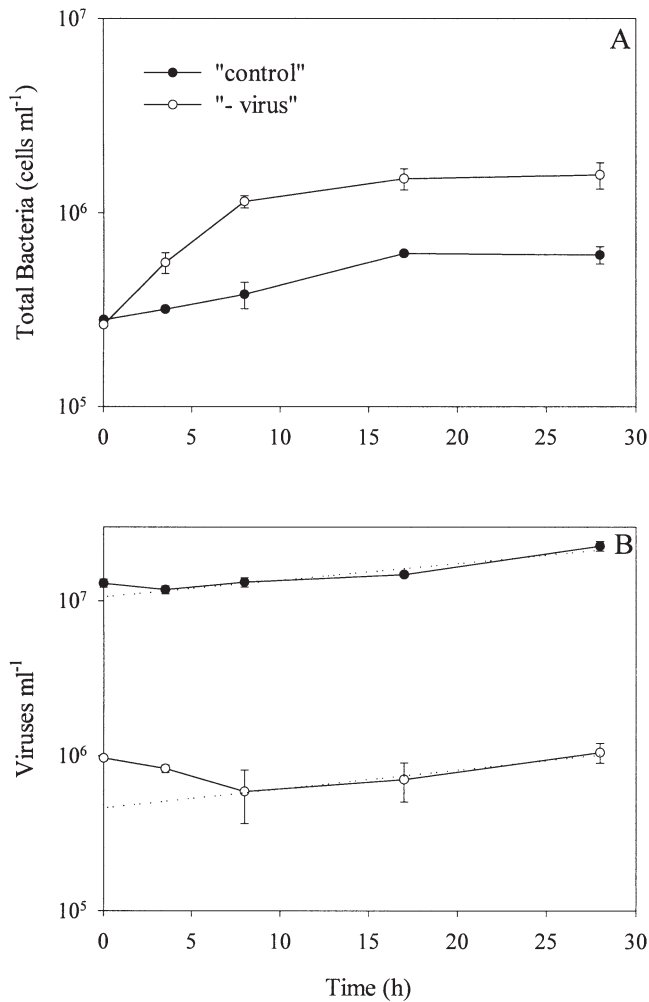 10⁷
A
"control"
"- virus"
Total Bacteria (cells ml⁻¹)
10⁶
10⁵
0 5 10 15 20 25 30
B
10⁷
Viruses ml⁻¹
10⁶
10⁵
0 5 10 15 20 25 30
Time (h)